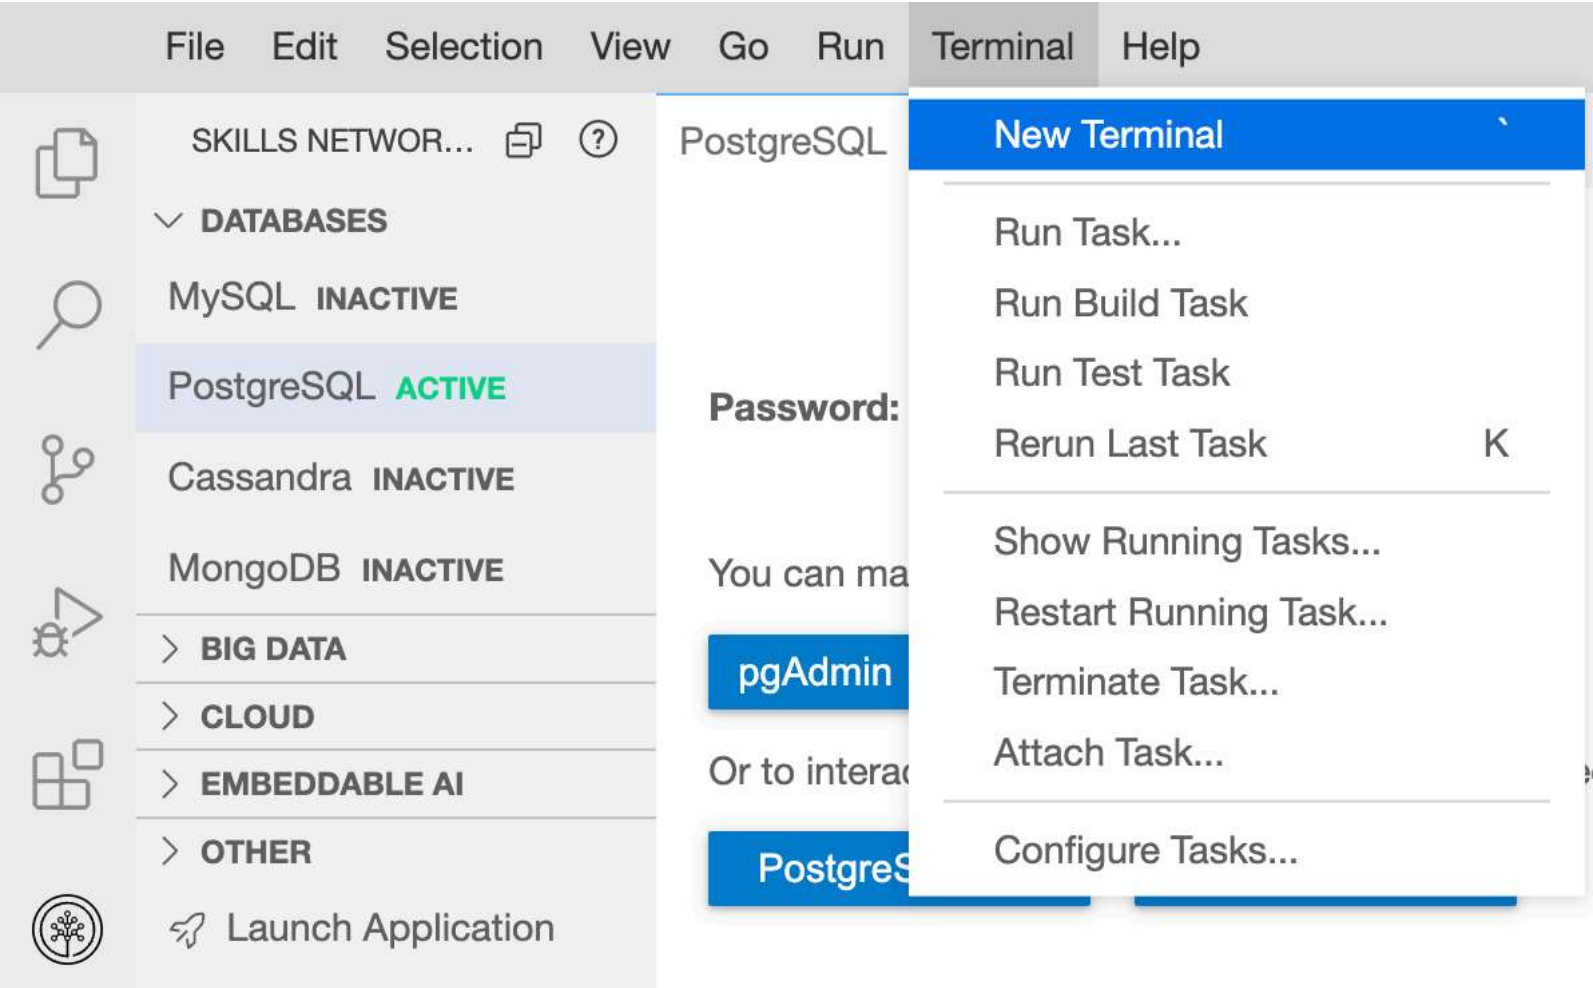 File Edit Selection View Go Run Terminal Help
SKILLS NETWOR...
DATABASES
MySQL INACTIVE
PostgreSQL ACTIVE
Cassandra INACTIVE
MongoDB INACTIVE
BIG DATA
CLOUD
EMBEDDABLE AI
OTHER
Launch Application
PostgreSQL
Password:
You can ma
pgAdmin
Or to interac
PostgreS
New Terminal `
Run Task...
Run Build Task
Run Test Task
Rerun Last Task K
Show Running Tasks...
Restart Running Task...
Terminate Task...
Attach Task...
Configure Tasks...